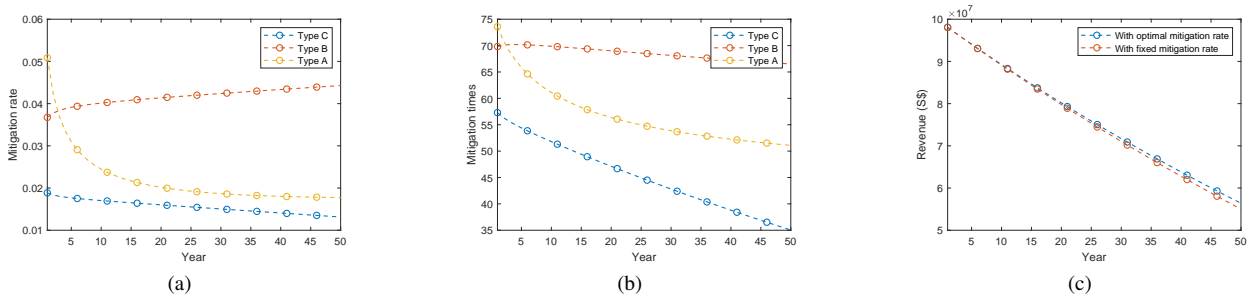 0.06
0.05
0.04
0.03
0.02
0.01
Mitigation rate
5 10 15 20 25 30 35 40 45 50
Year
Type C
Type B
Type A
(a)
75
70
65
60
55
50
45
40
35
Mitigation times
5 10 15 20 25 30 35 40 45 50
Year
Type C
Type B
Type A
(b)
× 10^7
10
9
8
7
6
5
Revenue (S$)
5 10 15 20 25 30 35 40 45 50
Year
With optimal mitigation rate
With fixed mitigation rate
(c)